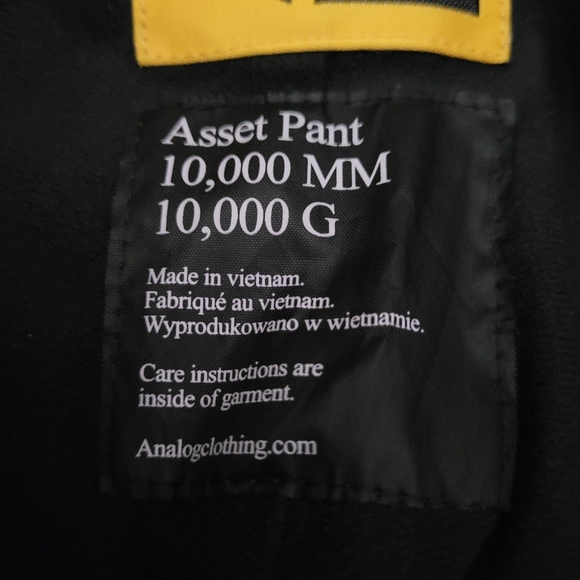 Asset Pant
10,000 MM
10,000 G
Made in vietnam.
Fabriqué au vietnam.
Wyprodukowano w wietnamie.
Care instructions are
inside of garment.
Analogclothing.com